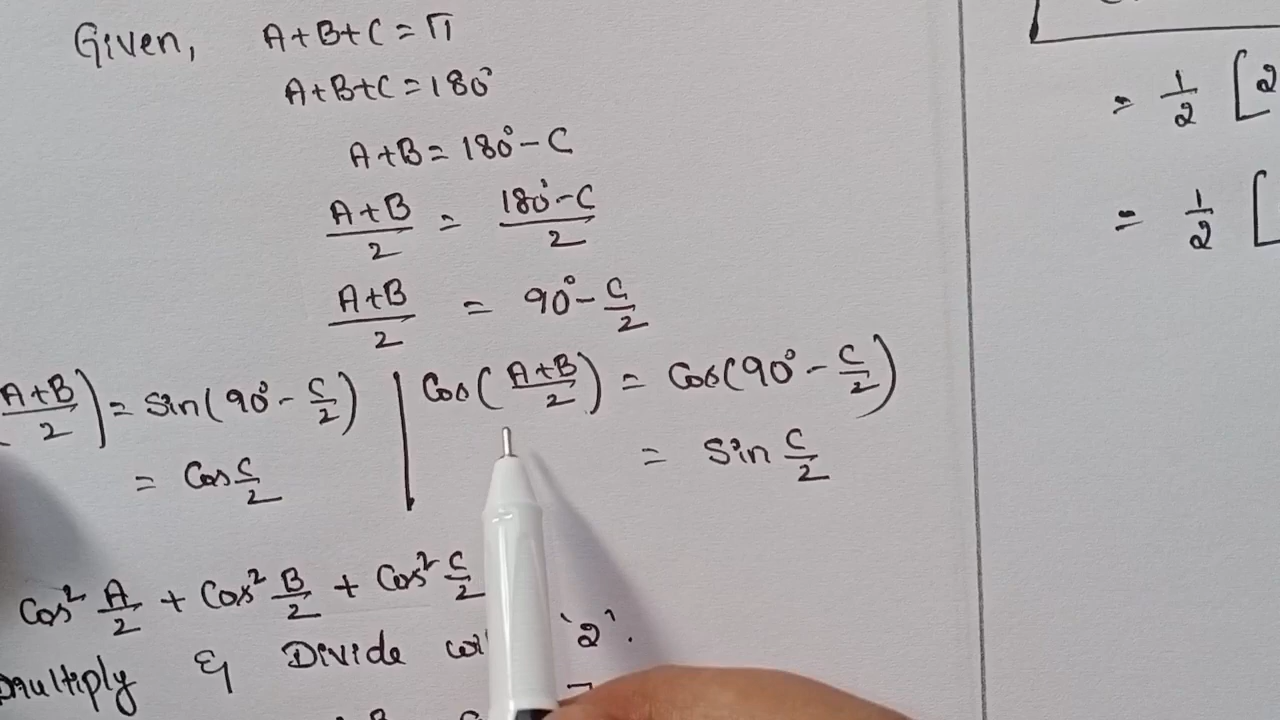 Given, A+B+C = π
A+B+C = 180°
A+B = 180° - C
A+B/2 = 180° - C/2
A+B/2 = 90° - C/2
A+B/2) = Sin(90° - C/2) | Cos(A+B/2) = Cos(90° - C/2)
= Cos C/2 = Sin C/2
Cos² A/2 + Cos² B/2 + Cos² C/2
Multiply & Divide '2'.
= 1/2 [2
= 1/2 [